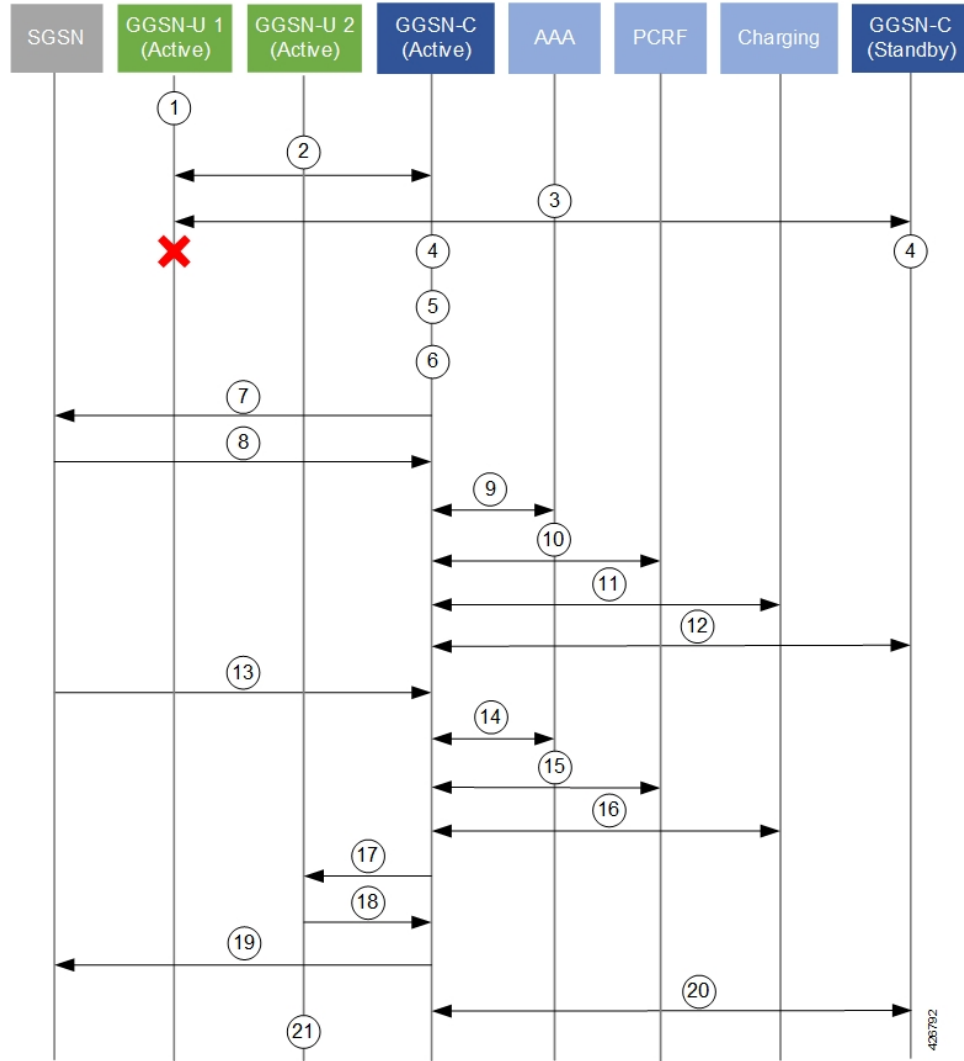 SGSN
GGSN-U 1
(Active)
GGSN-U 2
(Active)
GGSN-C
(Active)
AAA
PCRF
Charging
GGSN-C
(Standby)
1
2
3
4
4
5
6
7
8
9
10
11
12
13
14
15
16
17
18
19
20
21
426792